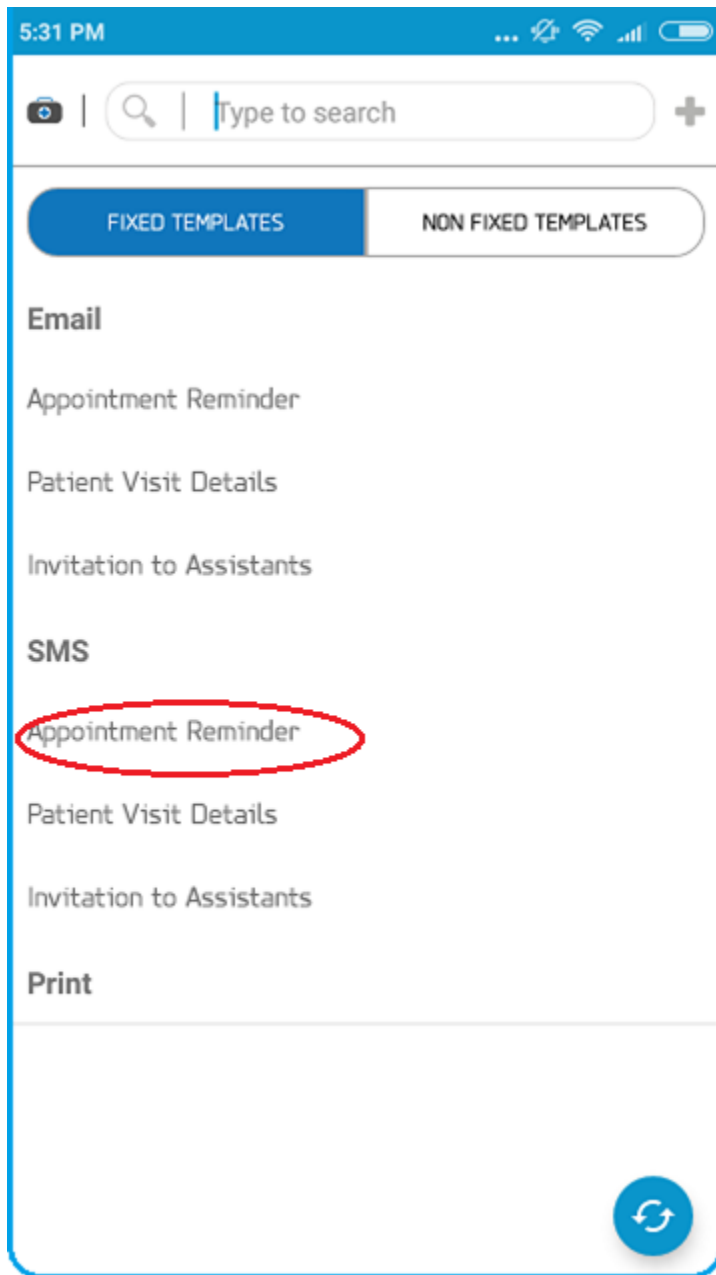 5:31 PM
Type to search
FIXED TEMPLATES
NON FIXED TEMPLATES
Email
Appointment Reminder
Patient Visit Details
Invitation to Assistants
SMS
Appointment Reminder
Patient Visit Details
Invitation to Assistants
Print